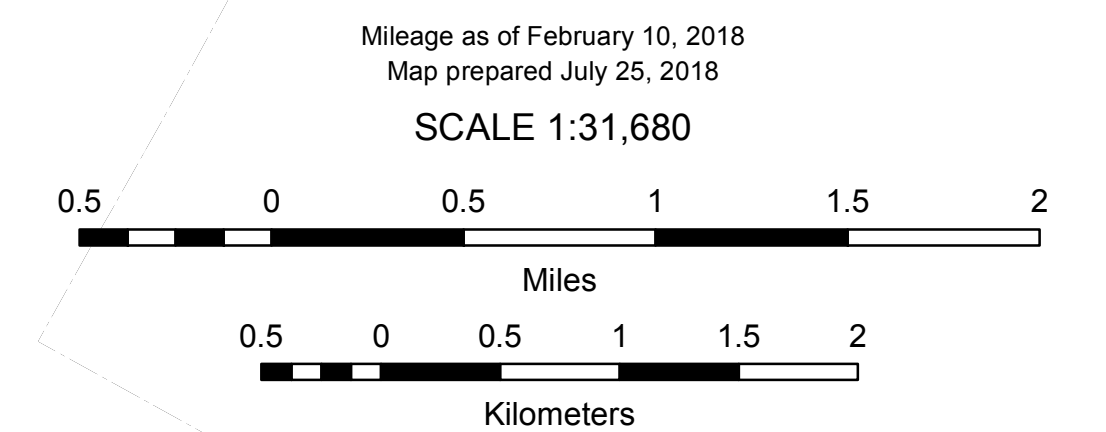 Mileage as of February 10, 2018
Map prepared July 25, 2018
SCALE 1:31,680
0.5 0 0.5 1 1.5 2
Miles
0.5 0 0.5 1 1.5 2
Kilometers